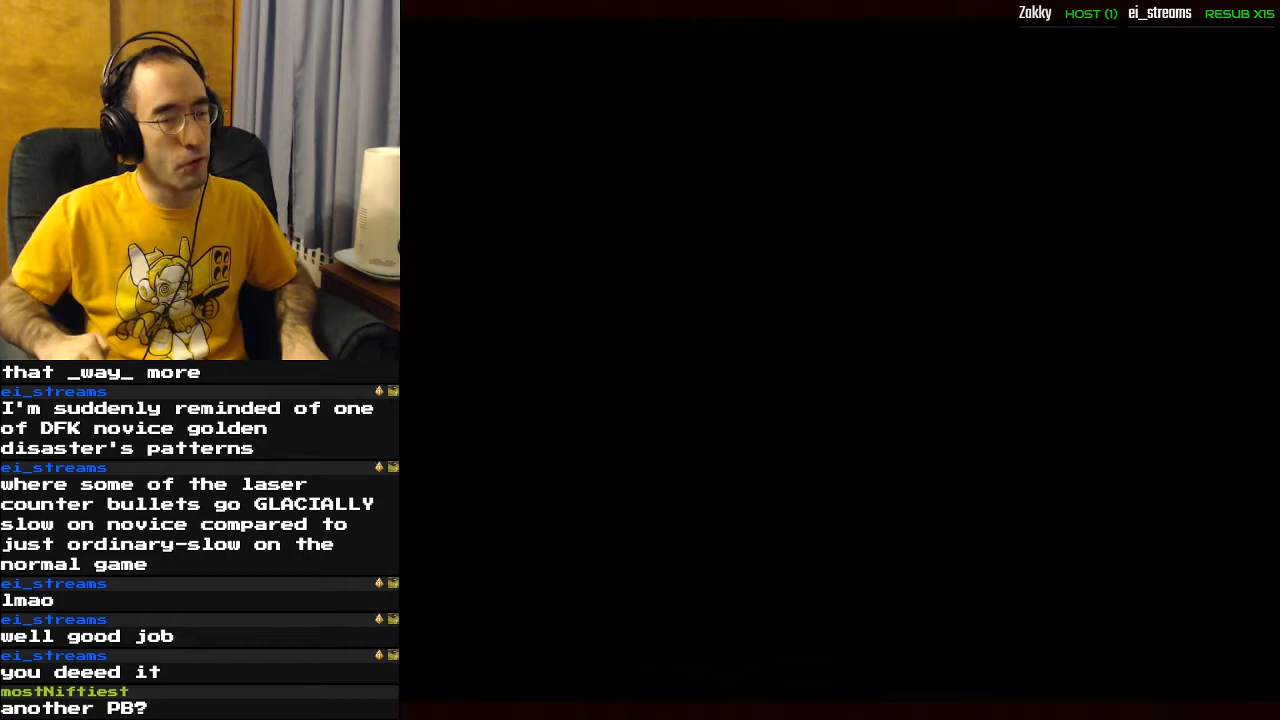 Zakky HOST (1) ei_streams RESUB X15
that _way_ more
ei_streams
I'm suddenly reminded of one
of DFK novice golden
disaster's patterns
ei_streams
where some of the laser
counter bullets go GLACIALLY
slow on novice compared to
just ordinary-slow on the
normal game
ei_streams
lmao
ei_streams
well good job
ei_streams
you deeed it
mostNiftiest
another PB?